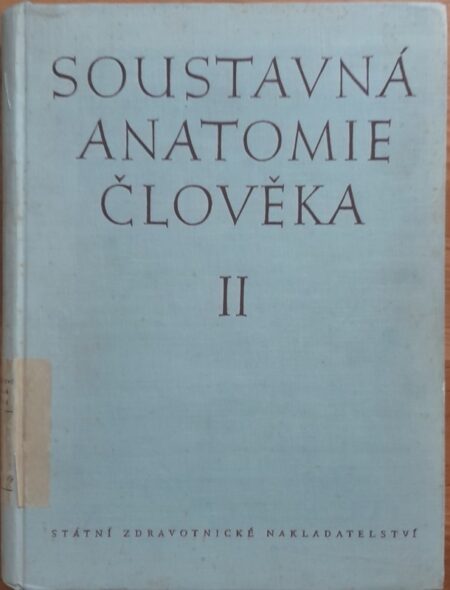 SOUSTAVNÁ
ANATOMIE
ČLOVĚKA
II
STÁTNÍ ZDRAVOTNICKÉ NAKLADATELSTVÍ